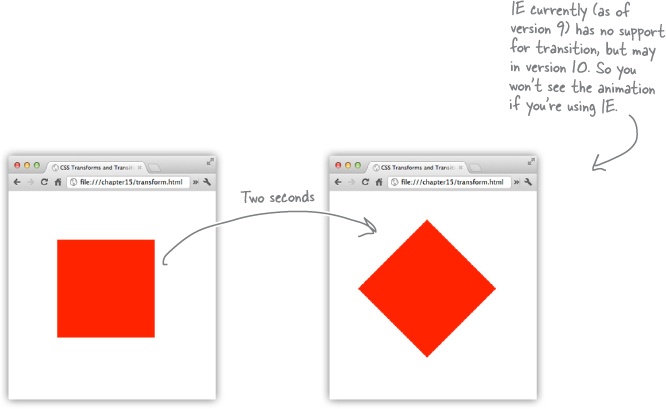 IE currently (as of
version 9) has no support
for transition, but may
in version 10. So you
won't see the animation
if you're using IE.
CSS Transforms and Transiti
file:///chapter15/transform.html
Two seconds
CSS Transforms and Transiti
file:///chapter15/transform.html